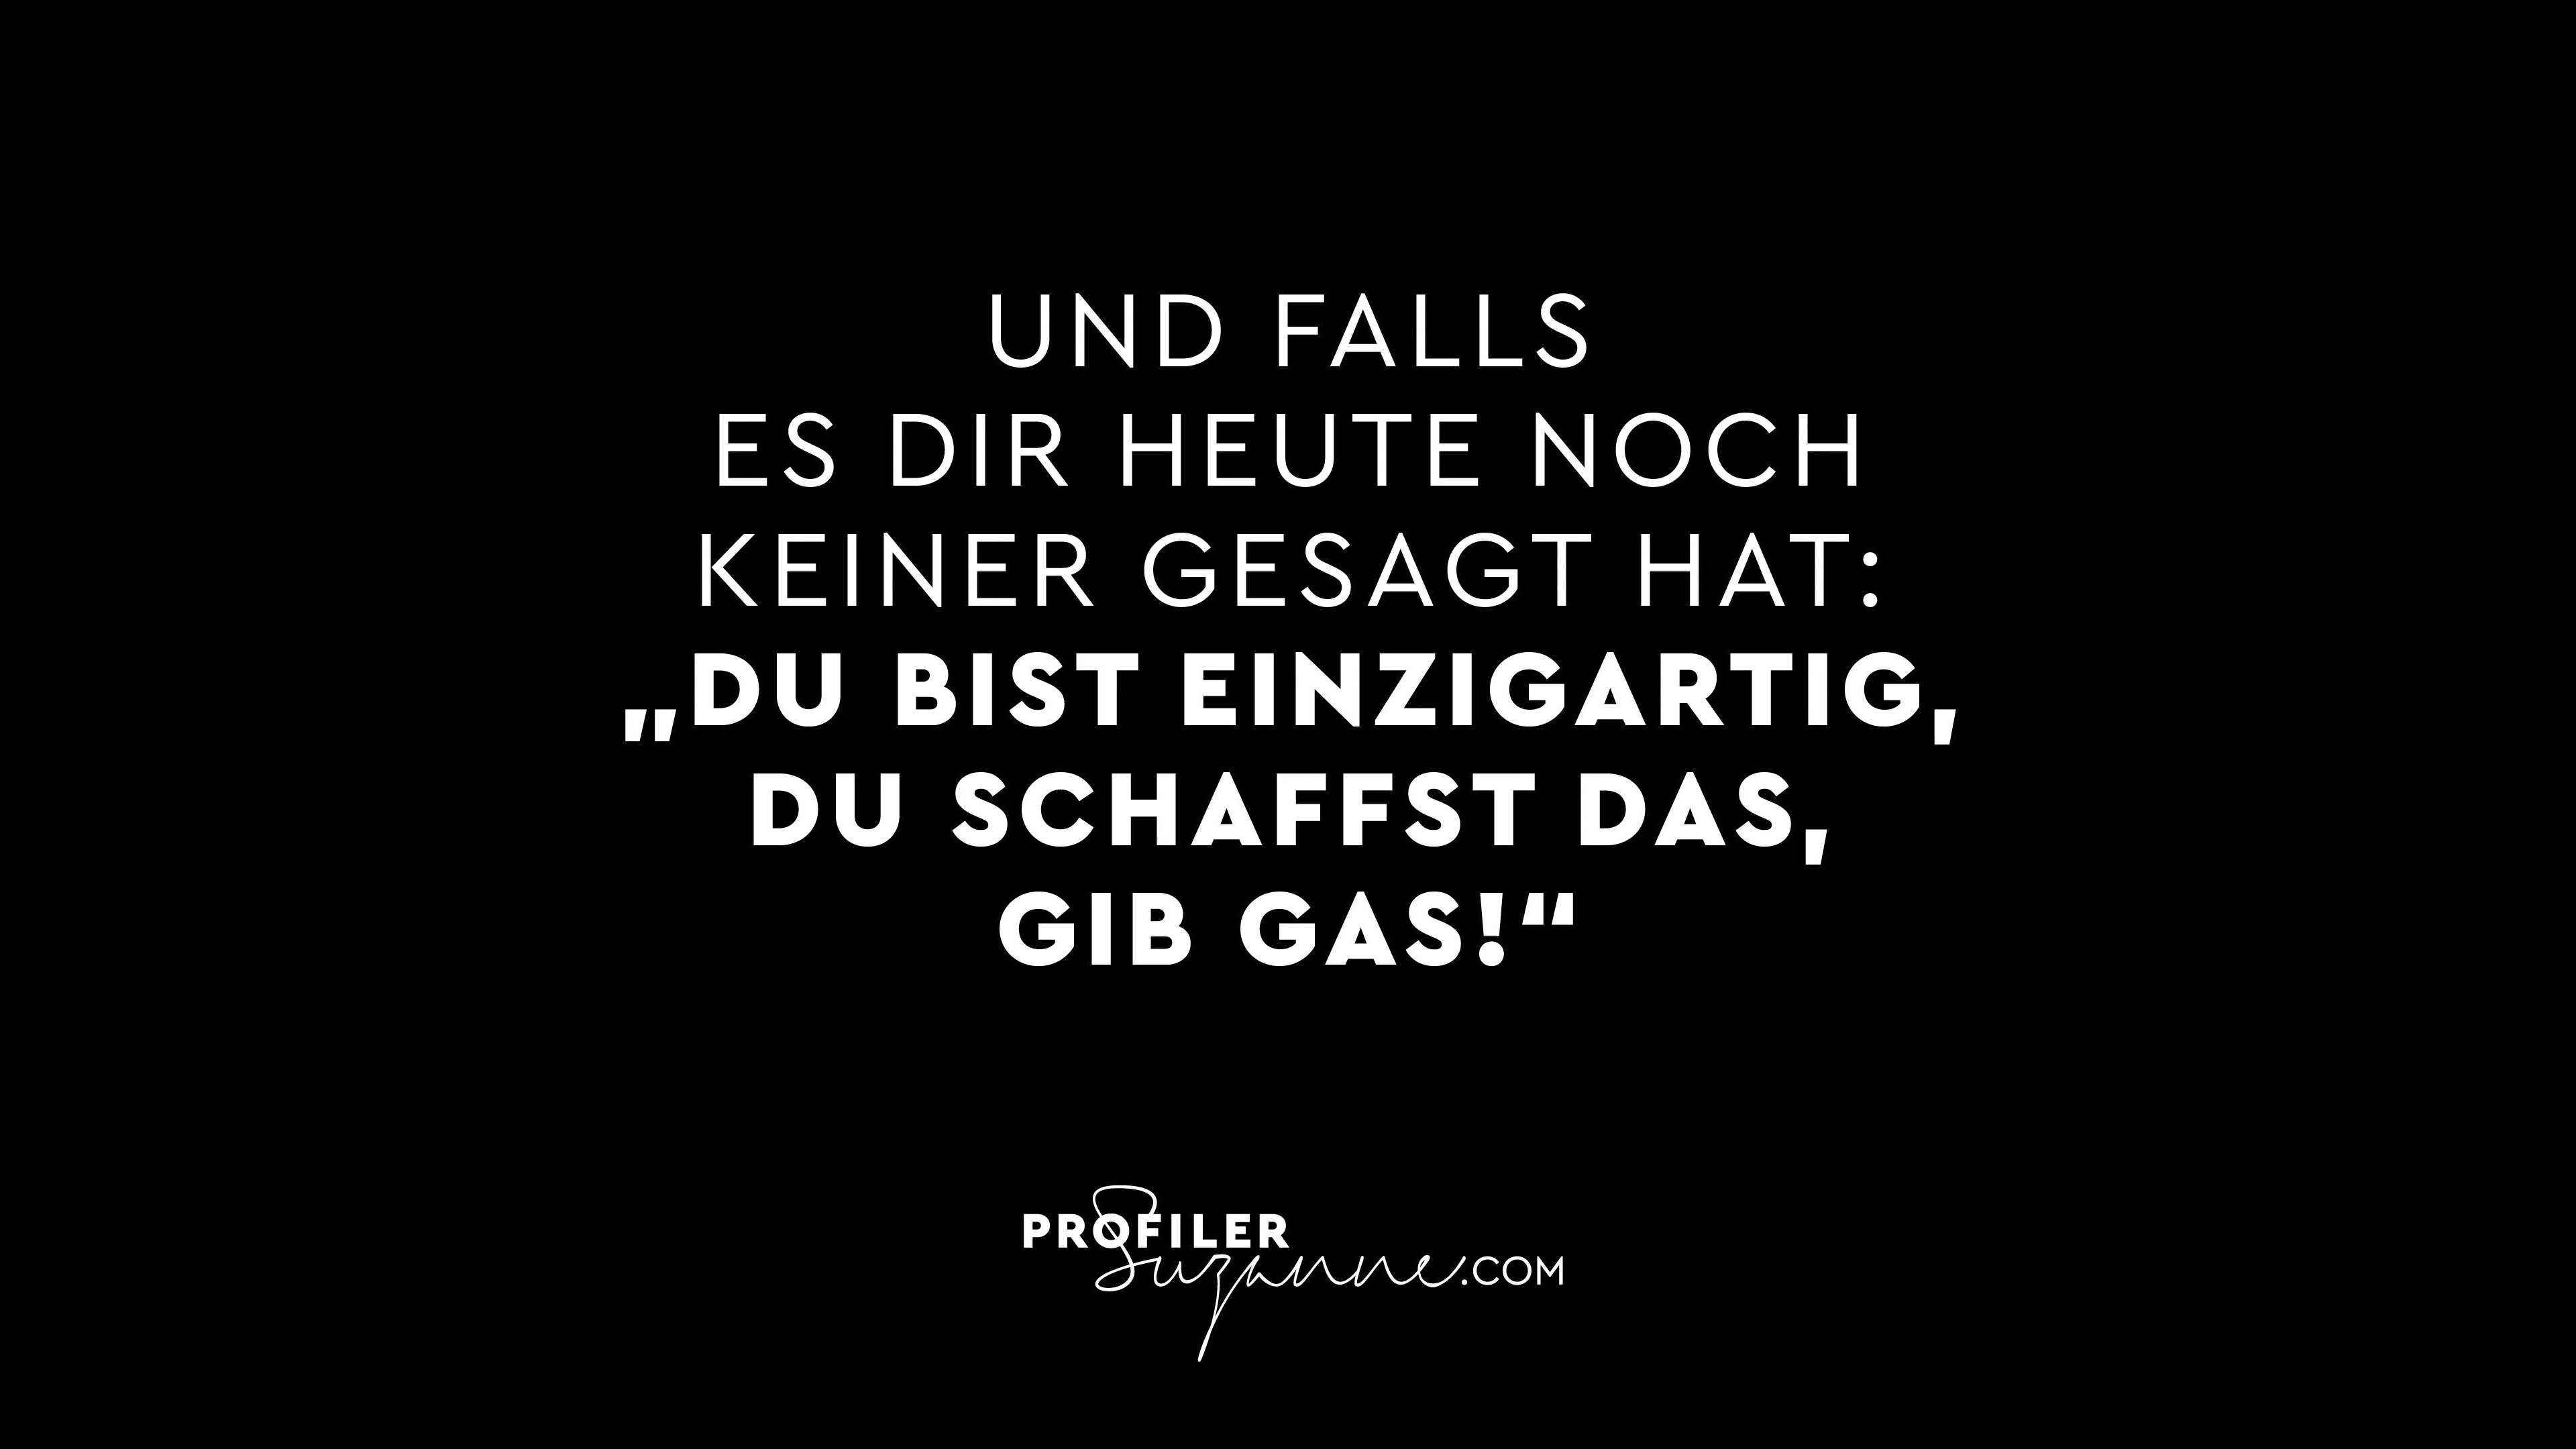 UND FALLS
ES DIR HEUTE NOCH
KEINER GESAGT HAT:
„DU BIST EINZIGARTIG,
DU SCHAFFST DAS,
GIB GAS!“
PROFILER
Suzanne.COM